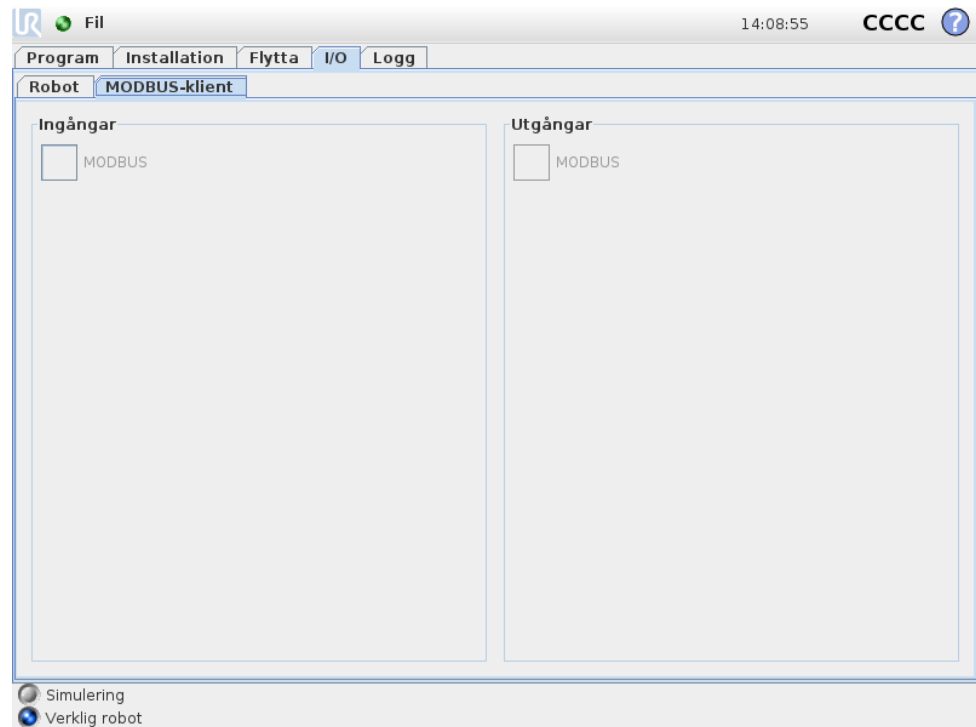 UR Fil 14:08:55 CCCC ?
Program Installation Flytta I/O Logg
Robot MODBUS-klient
Ingångar
MODBUS
Utgångar
MODBUS
Simulering
Verklig robot